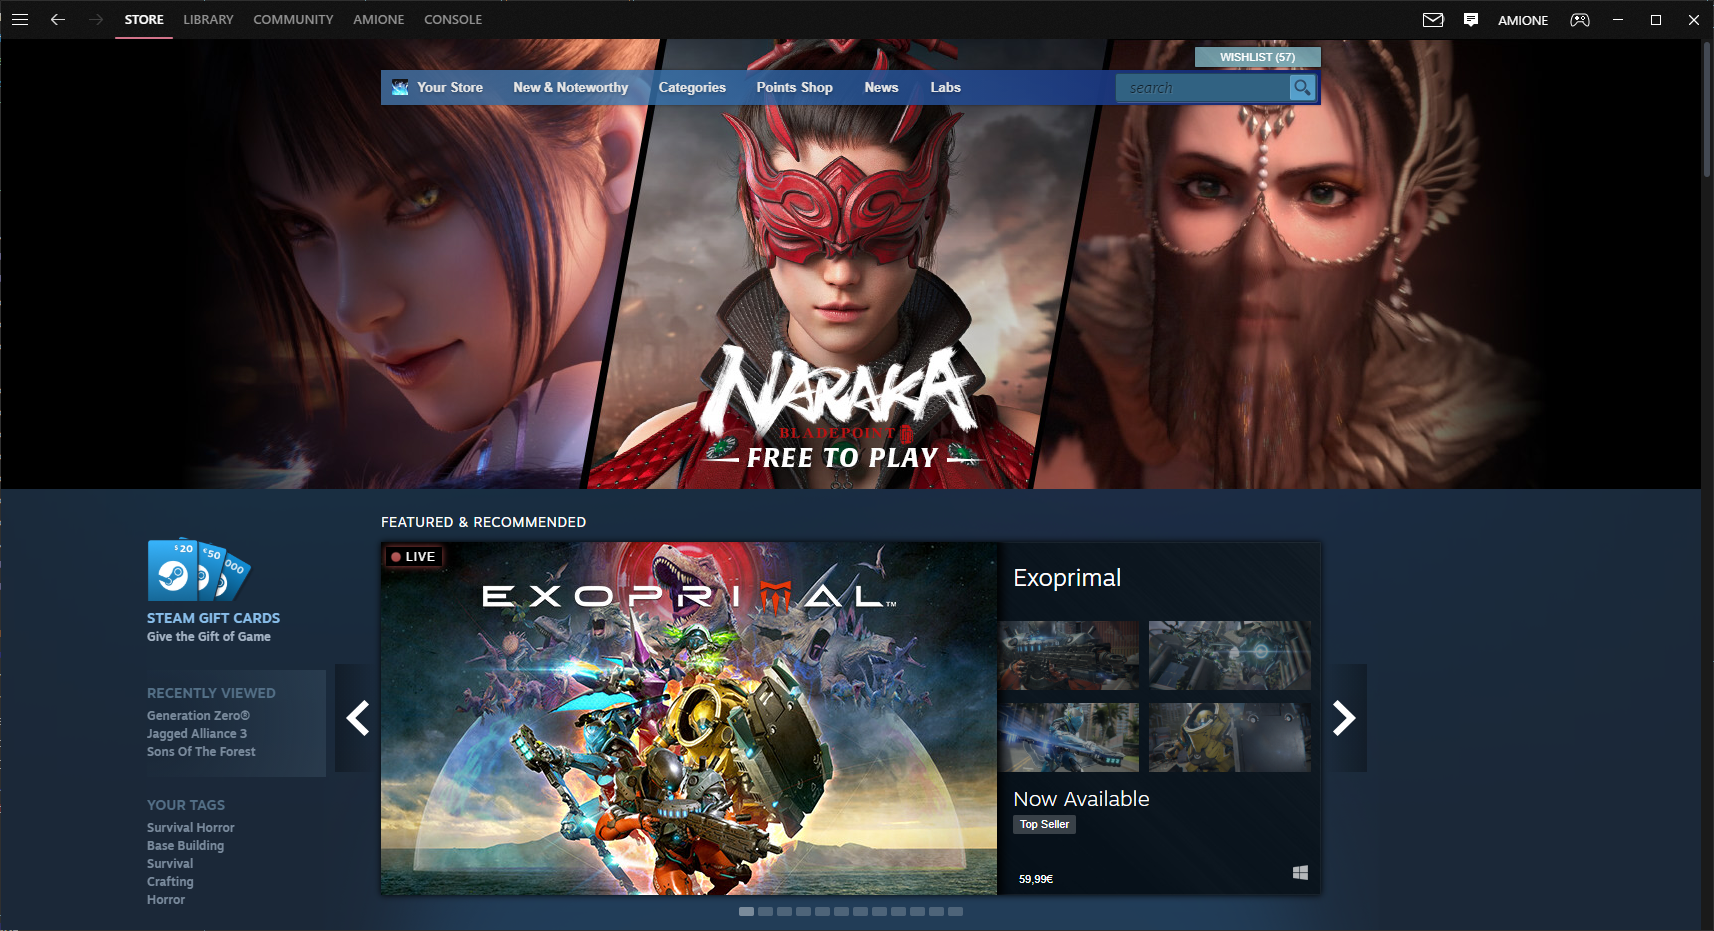 STORE LIBRARY COMMUNITY AMIONE CONSOLE AMIONE
WISHLIST (57)
Your Store New & Noteworthy Categories Points Shop News Labs search
NARAKA
BLADEPOINT
FREE TO PLAY
FEATURED & RECOMMENDED
$20 €50 000
STEAM GIFT CARDS
Give the Gift of Game
RECENTLY VIEWED
Generation Zero®
Jagged Alliance 3
Sons Of The Forest
YOUR TAGS
Survival Horror
Base Building
Survival
Crafting
Horror
LIVE
EXOPRIMAL™
Exoprimal
Now Available
Top Seller
59,99€